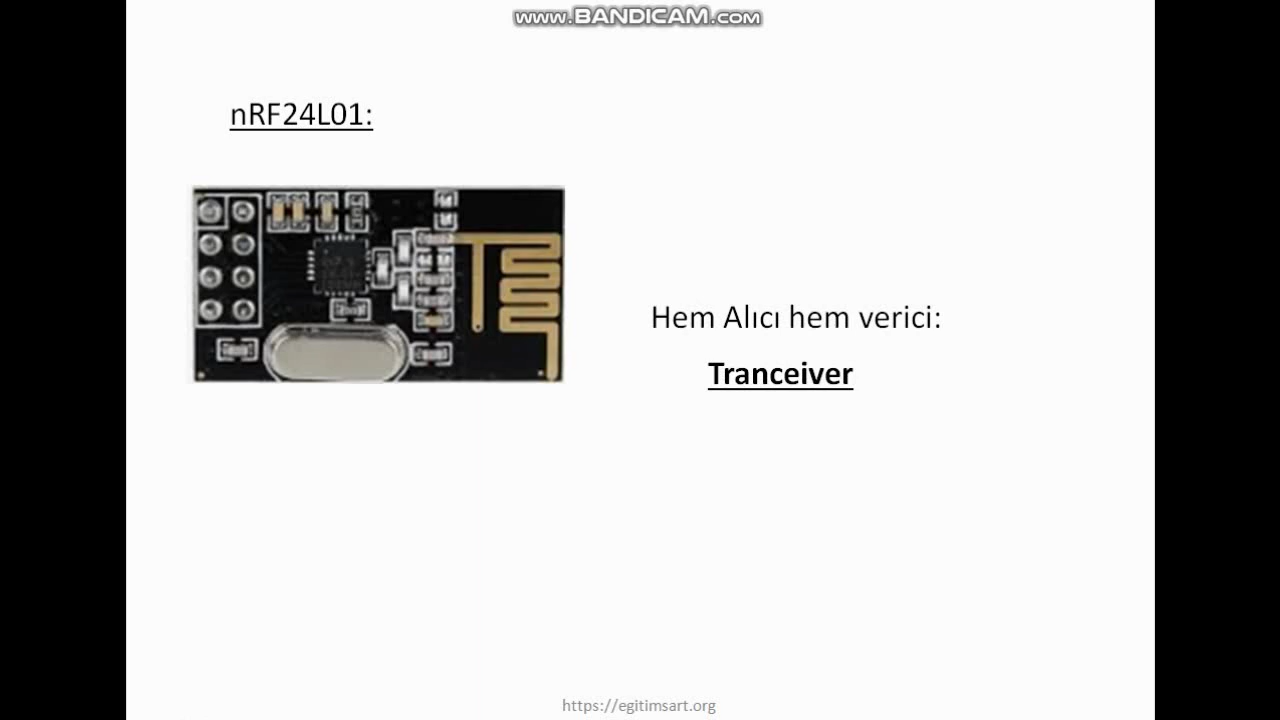 www.BANDICAM.com
nRF24L01:
Hem Alıcı hem verici:
Tranceiver
https://egitimsart.org